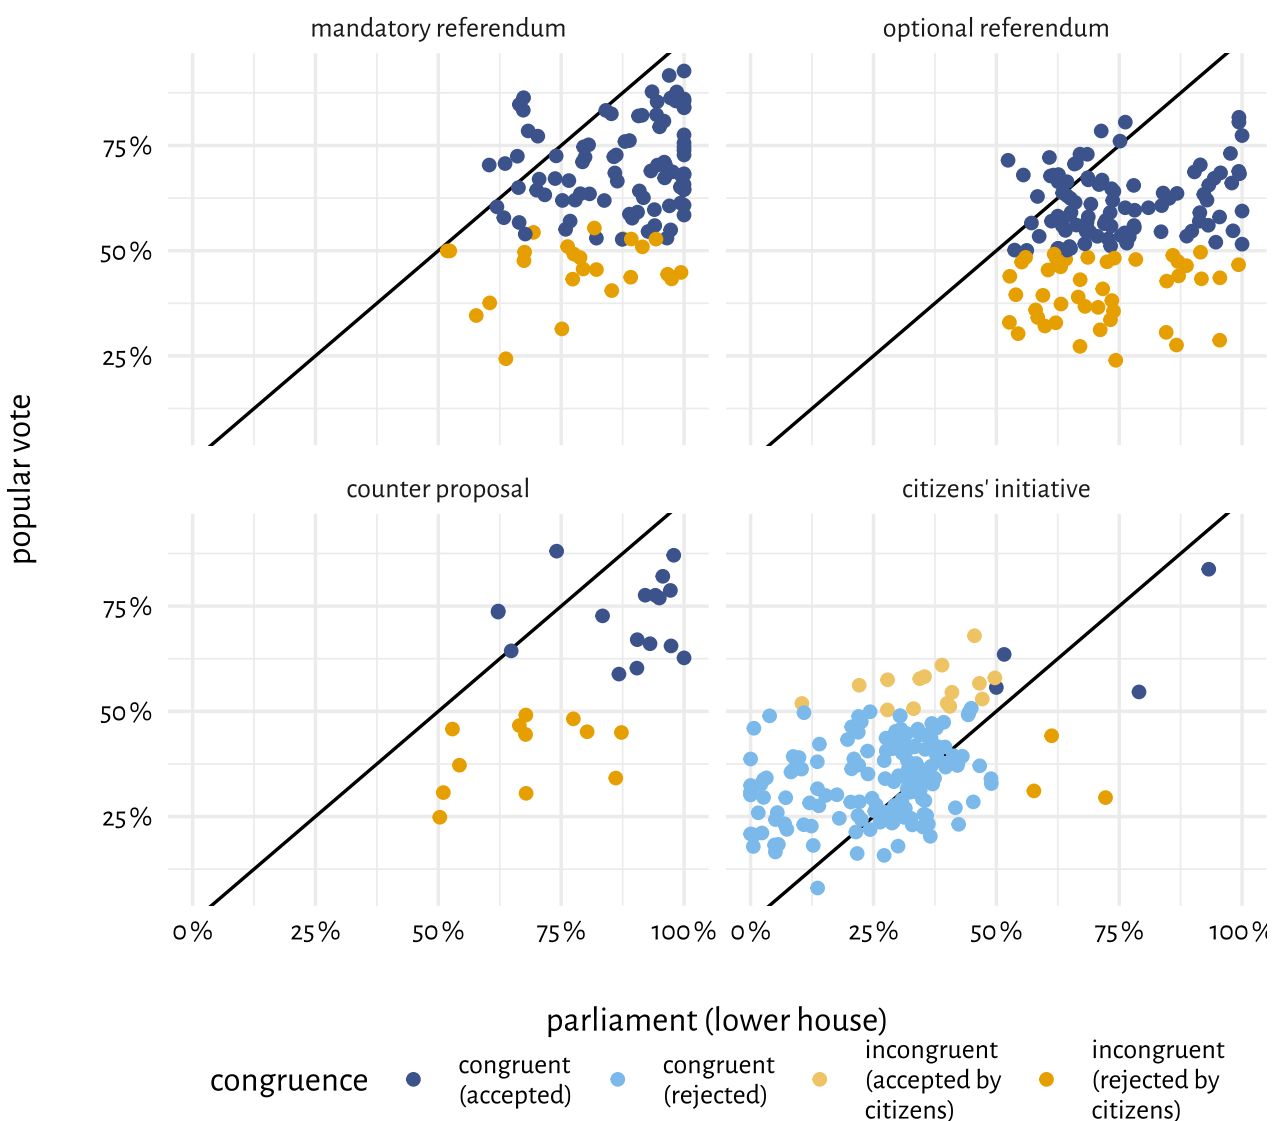 mandatory referendum
optional referendum
75%
50%
25%
popular vote
counter proposal
citizens' initiative
75%
50%
25%
0%
25%
50%
75%
100%
0%
25%
50%
75%
100%
parliament (lower house)
congruence
congruent
(accepted)
congruent
(rejected)
incongruent
(accepted by
citizens)
incongruent
(rejected by
citizens)